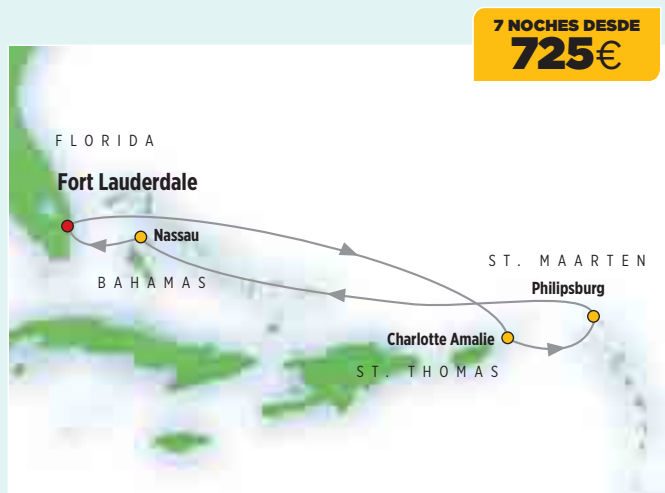 7 NOCHES DESDE
725€
FLORIDA
Fort Lauderdale
Nassau
BAHAMAS
ST. MAARTEN
Philipsburg
Charlotte Amalie
ST. THOMAS